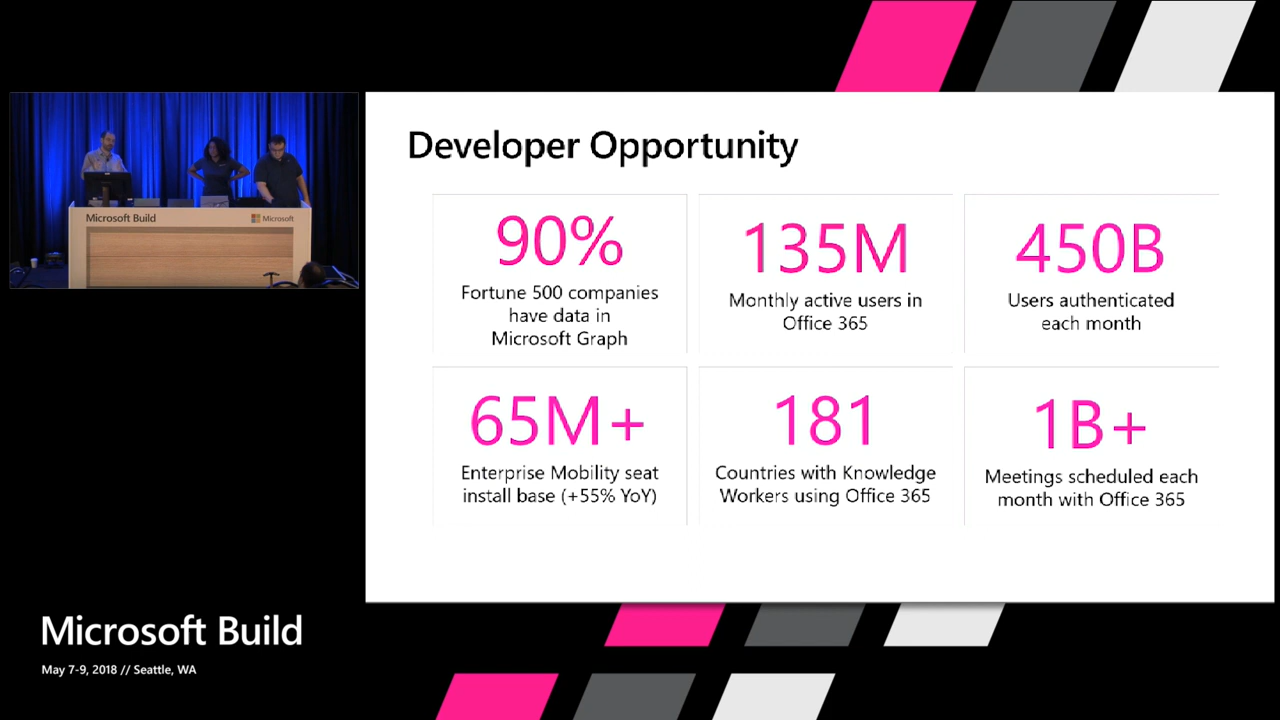 Developer Opportunity
90%
Fortune 500 companies
have data in
Microsoft Graph
135M
Monthly active users in
Office 365
450B
Users authenticated
each month
65M+
Enterprise Mobility seat
install base (+55% YoY)
181
Countries with Knowledge
Workers using Office 365
1B+
Meetings scheduled each
month with Office 365
Microsoft Build
Microsoft
Microsoft Build
May 7-9, 2018 // Seattle, WA